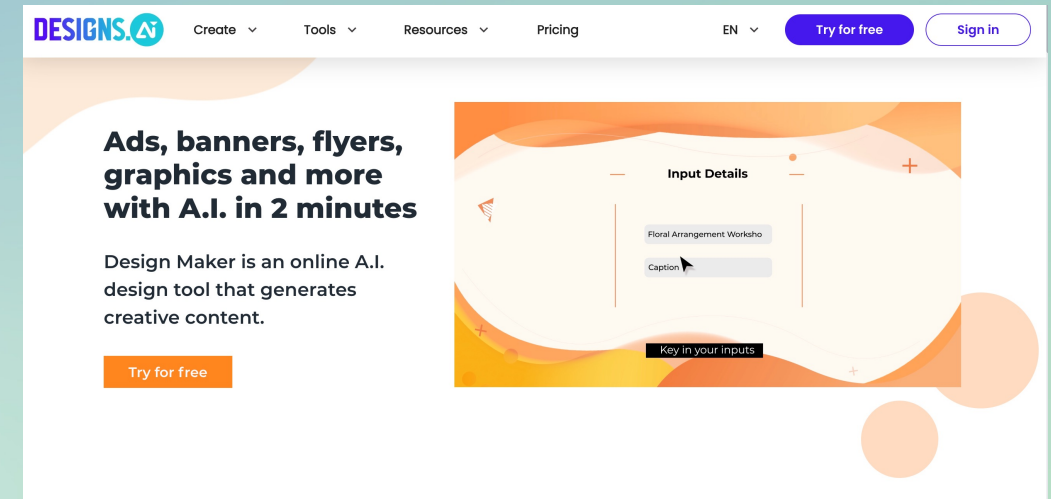 DESIGNS.Ai Create Tools Resources Pricing EN Try for free Sign in
Ads, banners, flyers,
graphics and more
with A.I. in 2 minutes
Design Maker is an online A.I.
design tool that generates
creative content.
Try for free
Input Details
Floral Arrangement Worksho
Caption
Key in your inputs